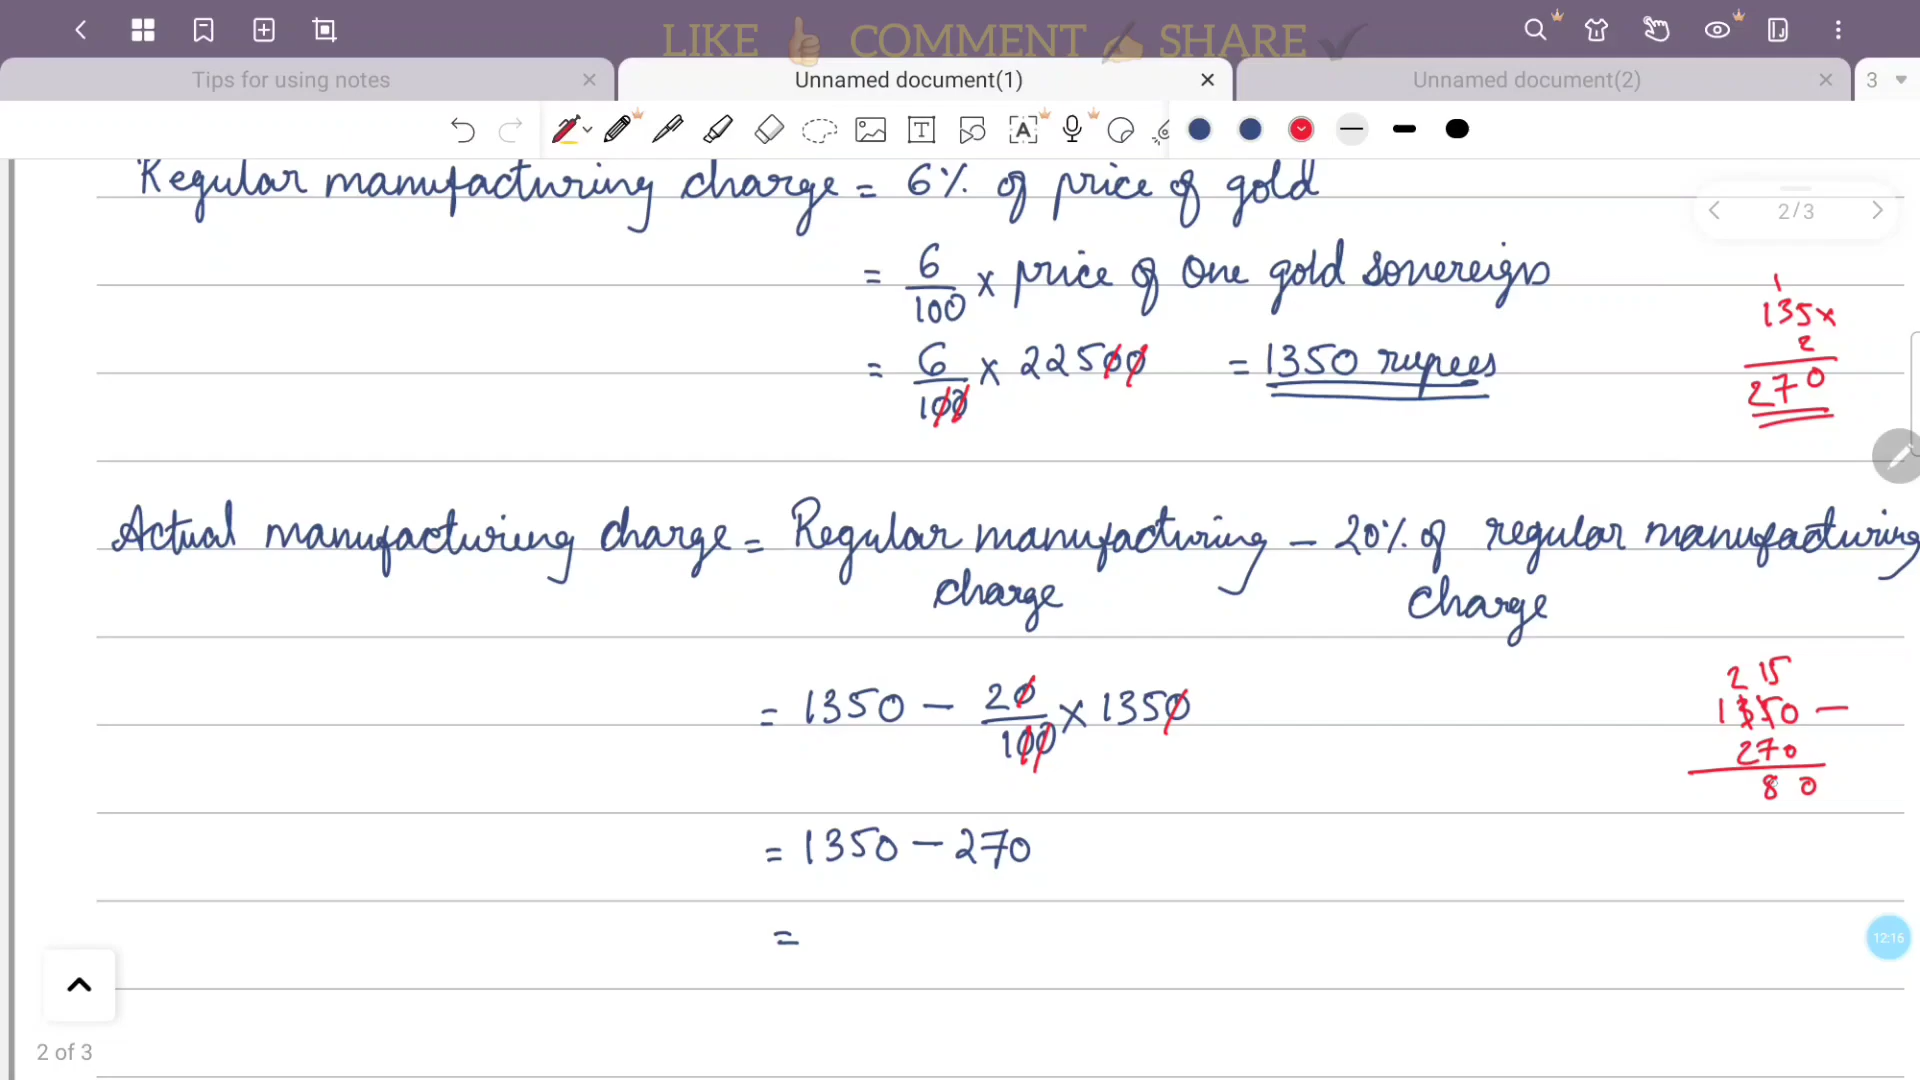 LIKE 👍 COMMENT ✍ SHARE ✔
Tips for using notes
Unnamed document(1)
Unnamed document(2)
3
2/3
Regular manufacturing charge = 6% of price of gold
= 6/100 x price of one gold sovereign
= 6/100 x 22500 = 1350 rupees
1
135x
2
270
Actual manufacturing charge = Regular manufacturing - 20% of regular manufacturing
charge charge
= 1350 - 20/100 x 1350
2 15
1350 -
270
80
= 1350 - 270
=
12:16
2 of 3